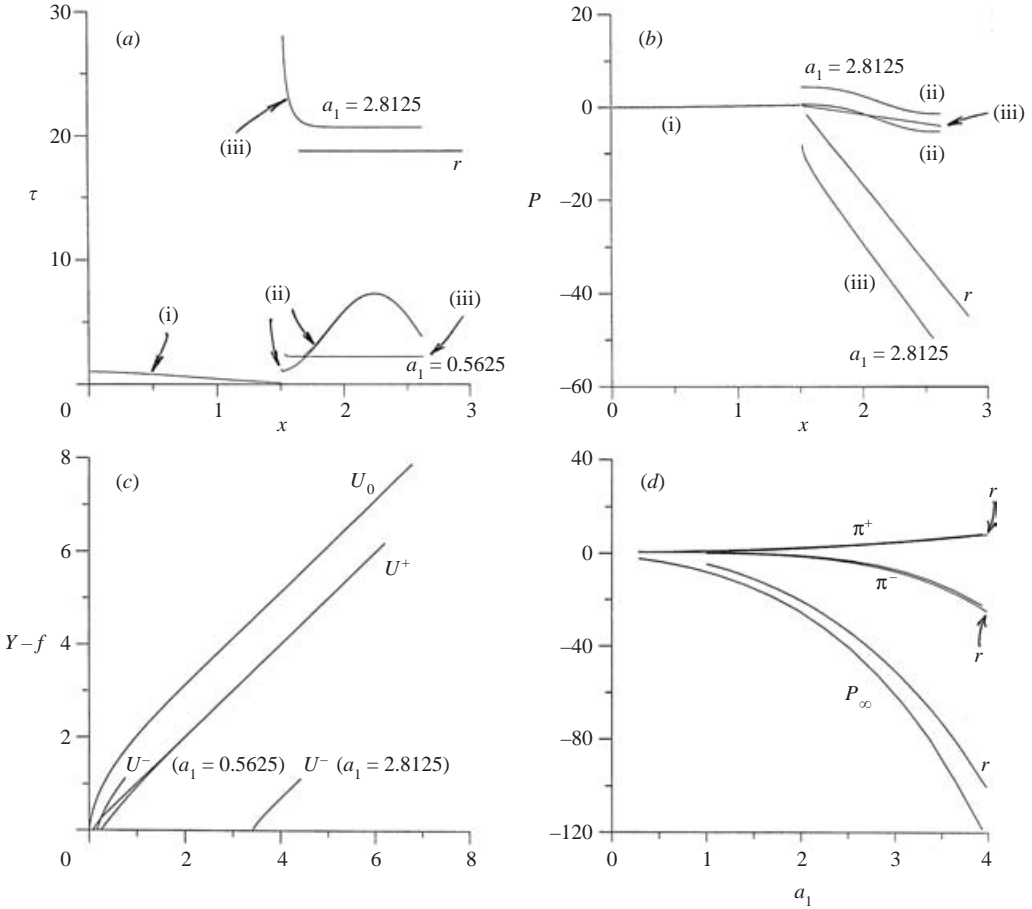 (a)
30
20
10
0
τ
a₁ = 2.8125
(iii)
r
(i)
(ii)
(iii)
a₁ = 0.5625
0
1
x
2
3
(b)
20
0
–20
–40
–60
P
a₁ = 2.8125
(ii)
(iii)
(i)
(ii)
(iii)
r
a₁ = 2.8125
0
1
x
2
3
(c)
8
6
4
2
Y – f
U₀
U⁺
U⁻ (a₁ = 0.5625)
U⁻ (a₁ = 2.8125)
0
2
4
6
8
(d)
40
0
–40
–80
–120
r
π⁺
π⁻
r
P∞
r
0
1
2
3
4
a₁